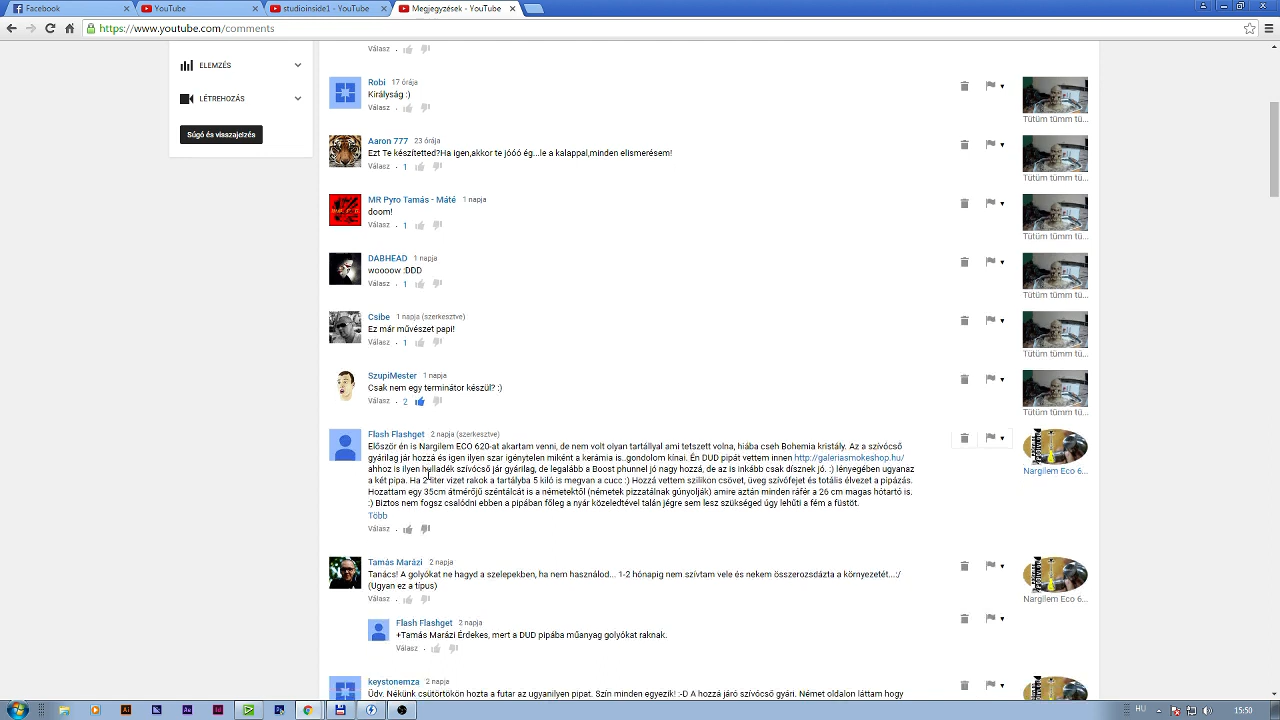 Facebook
YouTube
studioinside1 - YouTube
Megjegyzések - YouTube
https://www.youtube.com/comments
Válasz
ELEMZÉS
LÉTREHOZÁS
Súgó és visszajelzés
Robi 17 órája
Királyság :)
Válasz
Tütüm tümm tü...
Aaron 777 23 órája
Ezt Te készítetted?Ha igen,akkor te jóóó ég...le a kalappal,minden elismerésem!
Válasz 1
Tütüm tümm tü...
MR Pyro Tamás - Máté 1 napja
doom!
Válasz 1
Tütüm tümm tü...
DABHEAD 1 napja
woooow :DDD
Válasz 1
Tütüm tümm tü...
Csibe 1 napja (szerkesztve)
Ez már művészet papi!
Válasz 1
Tütüm tümm tü...
SzupiMester 1 napja
Csak nem egy terminátor készül? :)
Válasz 2
Tütüm tümm tü...
Flash Flashget 2 napja (szerkesztve)
Először én is Nargilem ECO 620-at akartam venni, de nem volt olyan tartállyal ami tetszett volna, hiába cseh Bohemia kristály. Az a szívócső
gyárilag jár hozzá és igen ilyen szar igénytelen miként a kerámia is. gondolom kínai. Én DUD pipát vettem innen http://galeriasmokeshop.hu/
ahhoz is ilyen hulladék szívócső jár gyárilag, de legalább a Boost phunnel jó nagy hozzá, de az is inkább csak dísznek jó. :) lényegében ugyanaz
a két pipa. Ha 2 liter vizet rakok a tartályba 5 kiló is megvan a cucc :) Hozzá vettem szilikon csövet, üveg szívófejet és totális élvezet a pipázás.
Hozattam egy 35cm átmérőjű széntálcát is a németektől (németek pizzatálnak gúnyolják) amire aztán minden ráfér a 26 cm magas hőtartó is.
:) Biztos nem fogsz csalódni ebben a pipában főleg a nyár közeledtével talán jégre sem lesz szükséged úgy lehűti a fém a füstöt.
Több
Válasz
Nargilem Eco 6...
Tamás Marázi 2 napja
Tanács! A golyókat ne hagyd a szelepekben, ha nem használod... 1-2 hónapig nem szívtam vele és nekem összerozsdázta a környezetét...:/
(Ugyan ez a típus)
Válasz
Nargilem Eco 6...
Flash Flashget 2 napja
+Tamás Marázi Érdekes, mert a DUD pipába műanyag golyókat raknak.
Válasz
keystonemza 2 napja
Üdv. Nékünk csütörtökön hozta a futar az ugyanilyen pipat. Szín minden egyezik! :-D A hozzá járó szívócső gyári. Német oldalon láttam hogy
HU
15:50